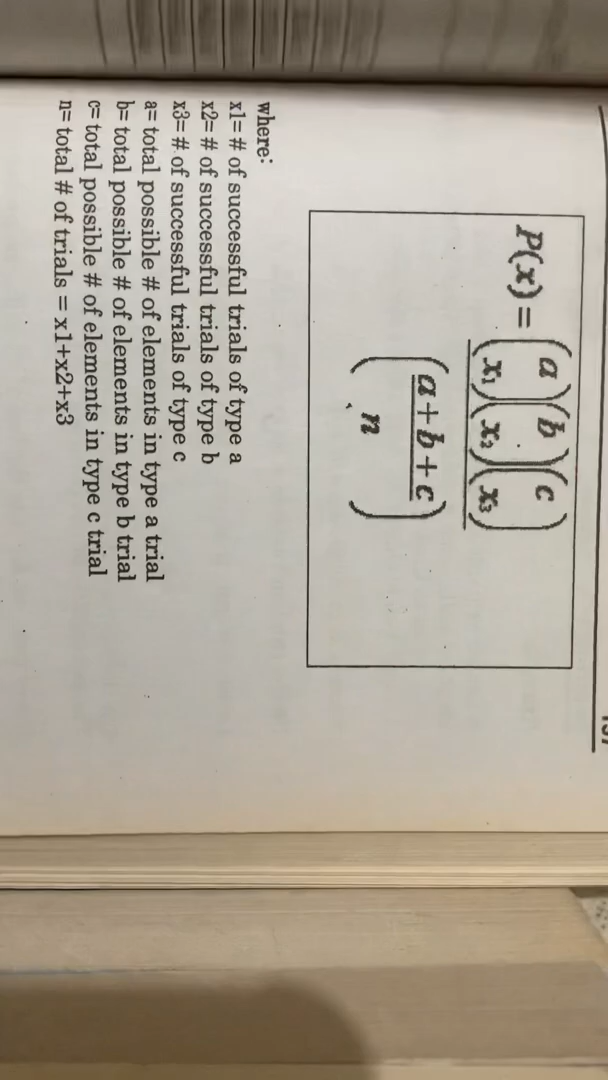 P(x) = (a x₁)(b x₂)(c x₃)
(a+b+c n)
where:
x1= # of successful trials of type a
x2= # of successful trials of type b
x3= # of successful trials of type c
a= total possible # of elements in type a trial
b= total possible # of elements in type b trial
c= total possible # of elements in type c trial
n= total # of trials = x1+x2+x3